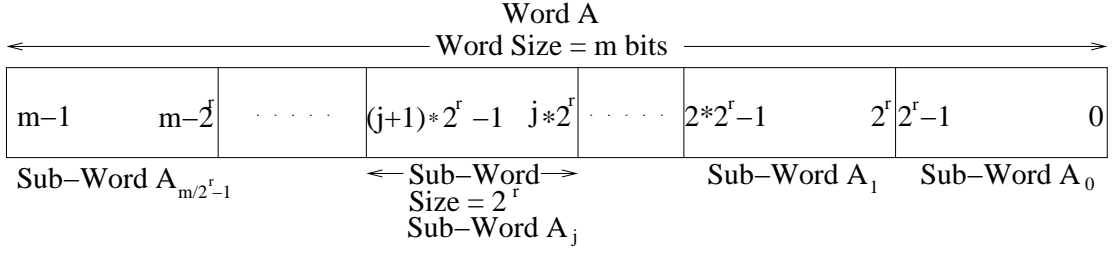 Word A
Word Size = m bits
m−1 m−2^r · · · · · (j+1)*2^r −1 j*2^r · · · · · 2*2^r−1 2^r 2^r−1 0
Sub−Word A_{m/2^r−1} Sub−Word Sub−Word A_1 Sub−Word A_0
Size = 2^r
Sub−Word A_j